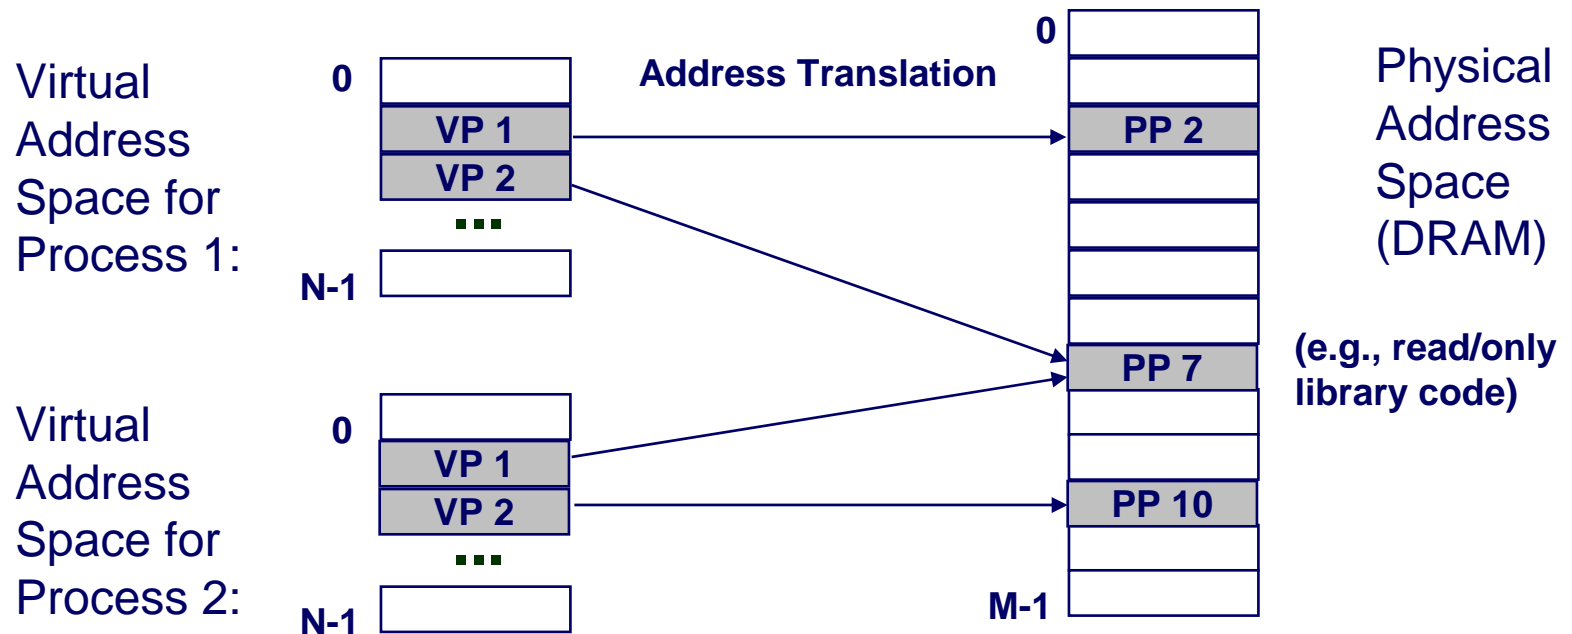 Virtual
Address
Space for
Process 1:
0
VP 1
VP 2
...
N-1
Address Translation
0
PP 2
PP 7
PP 10
M-1
Physical
Address
Space
(DRAM)
(e.g., read/only
library code)
Virtual
Address
Space for
Process 2:
0
VP 1
VP 2
...
N-1